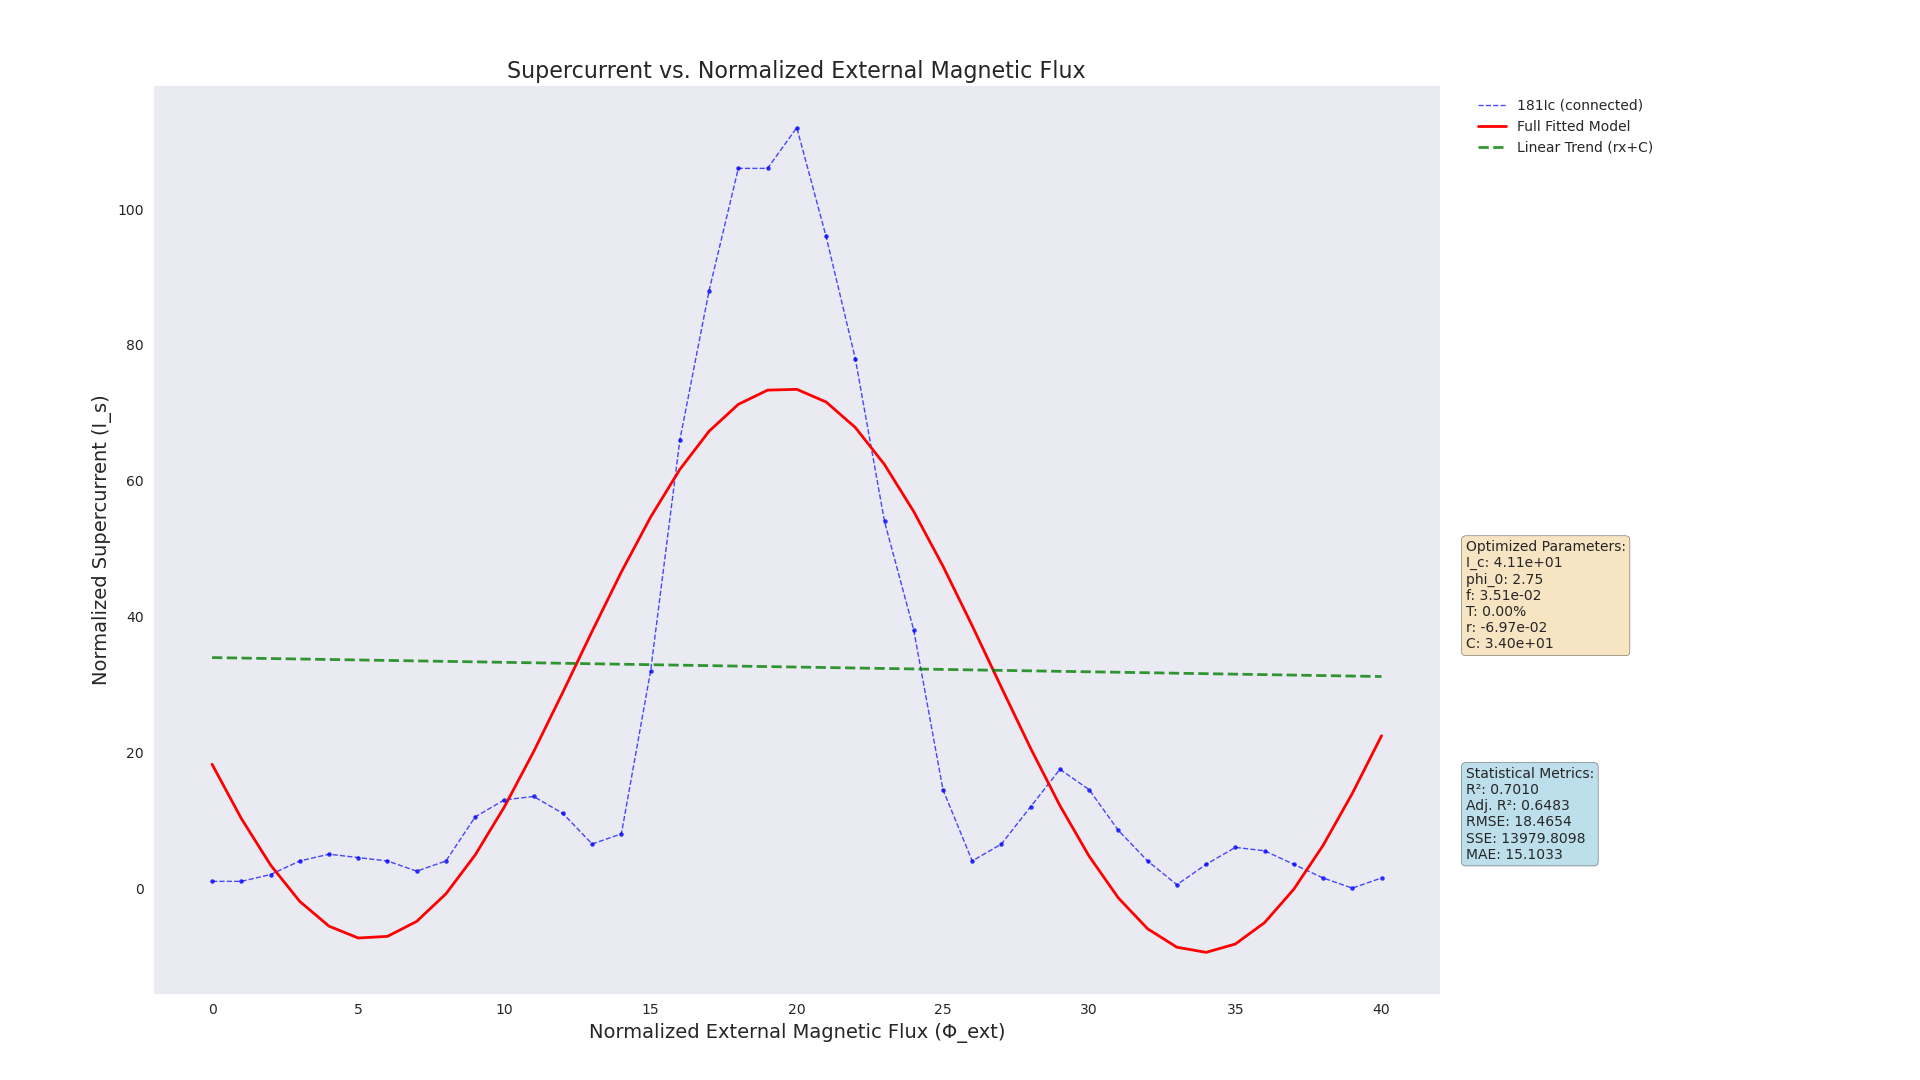 Supercurrent vs. Normalized External Magnetic Flux
181Ic (connected)
Full Fitted Model
Linear Trend (rx+C)
Normalized Supercurrent (I_s)
100
80
60
40
20
0
Optimized Parameters:
I_c: 4.11e+01
phi_0: 2.75
f: 3.51e-02
T: 0.00%
r: -6.97e-02
C: 3.40e+01
Statistical Metrics:
R²: 0.7010
Adj. R²: 0.6483
RMSE: 18.4654
SSE: 13979.8098
MAE: 15.1033
0 5 10 15 20 25 30 35 40
Normalized External Magnetic Flux (Φ_ext)